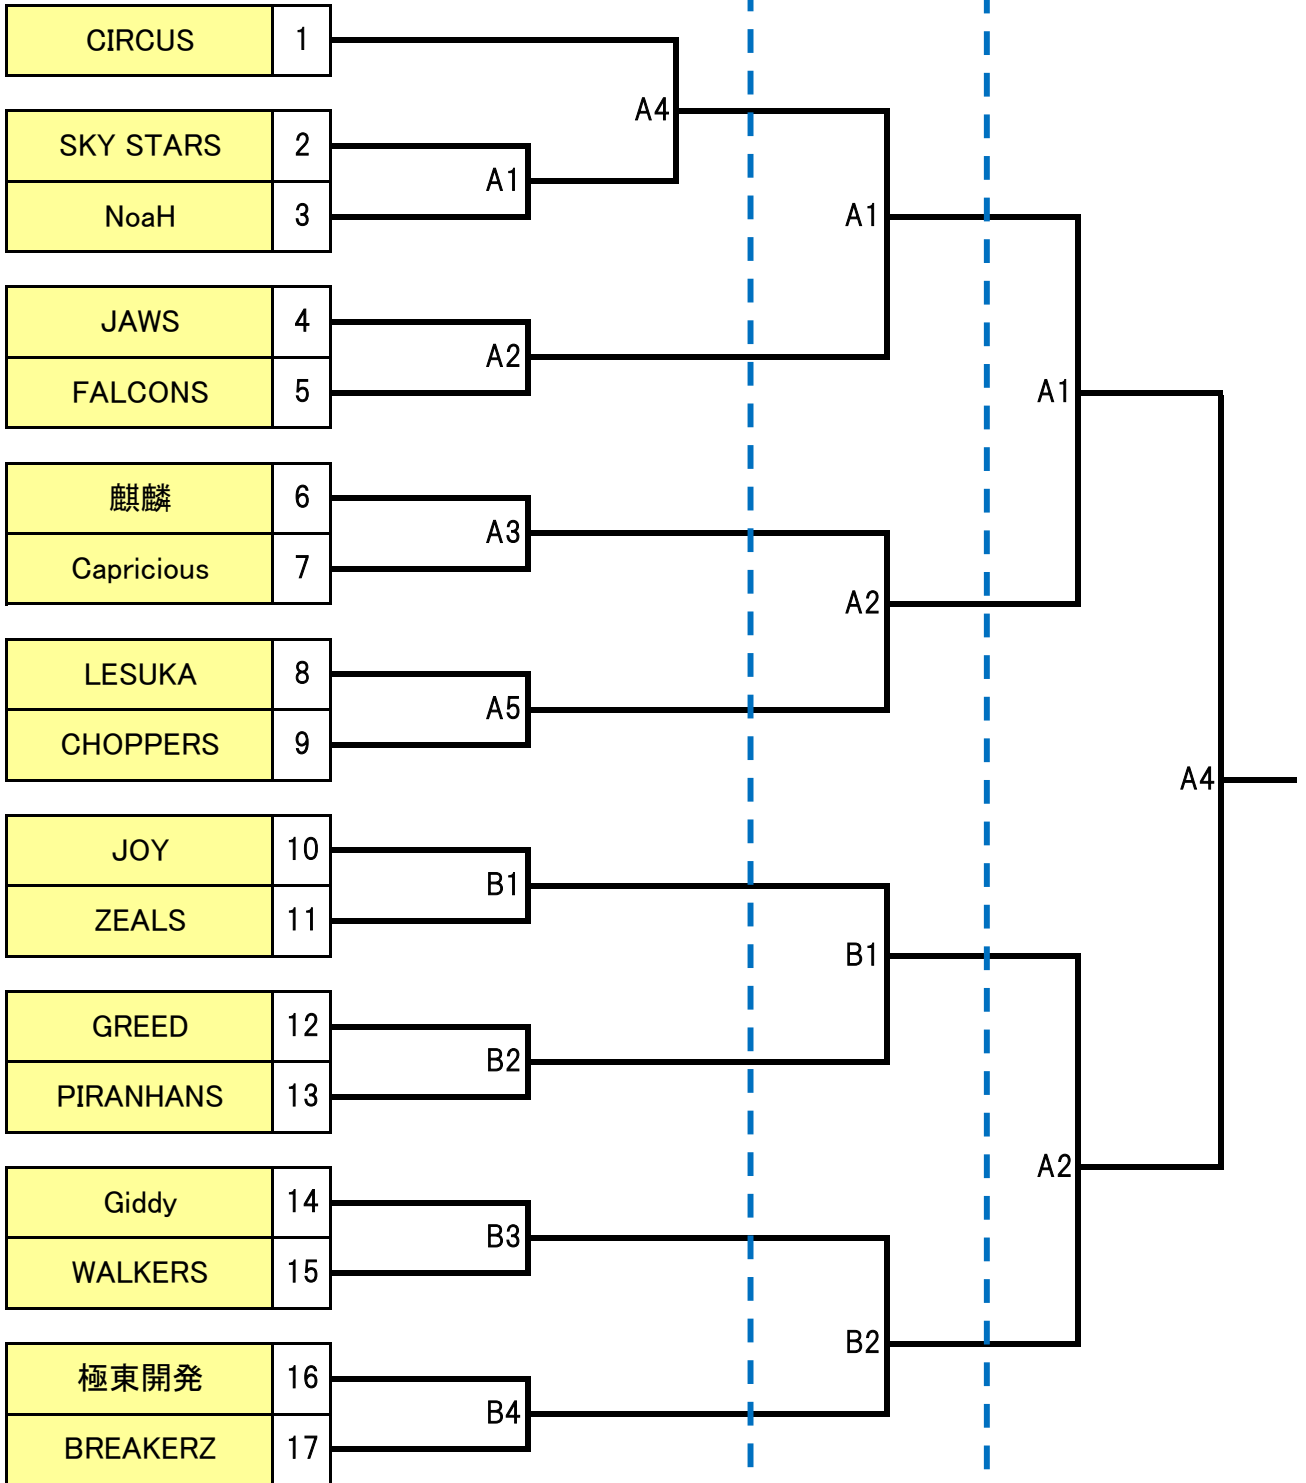 CIRCUS 1
A4
SKY STARS 2
A1
NoaH 3
A1
JAWS 4
A2
FALCONS 5
A1
麒麟 6
A3
Capricious 7
A2
LESUKA 8
A5
CHOPPERS 9
A4
JOY 10
B1
ZEALS 11
B1
GREED 12
B2
PIRANHANS 13
A2
Giddy 14
B3
WALKERS 15
B2
極東開発 16
B4
BREAKERZ 17